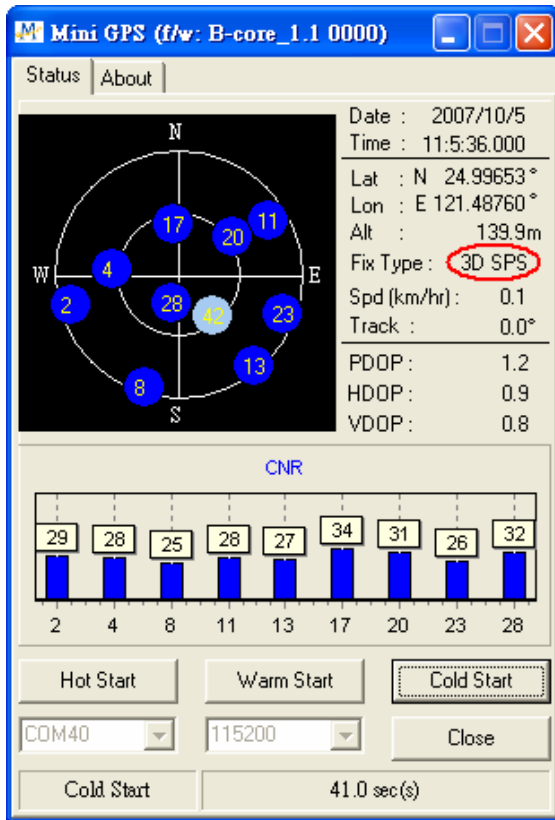 Mini GPS (f/w: B-core_1.1 0000)
Status About
Date : 2007/10/5
Time : 11:5:36.000
Lat : N 24.99653°
Lon : E 121.48760°
Alt : 139.9m
Fix Type : 3D SPS
Spd (km/hr) : 0.1
Track : 0.0°
PDOP : 1.2
HDOP : 0.9
VDOP : 0.8
N
17 20 11
W 4 E
2 28 42 23
13
8
S
CNR
29 28 25 28 27 34 31 26 32
2 4 8 11 13 17 20 23 28
Hot Start Warm Start Cold Start
COM40 115200 Close
Cold Start 41.0 sec(s)